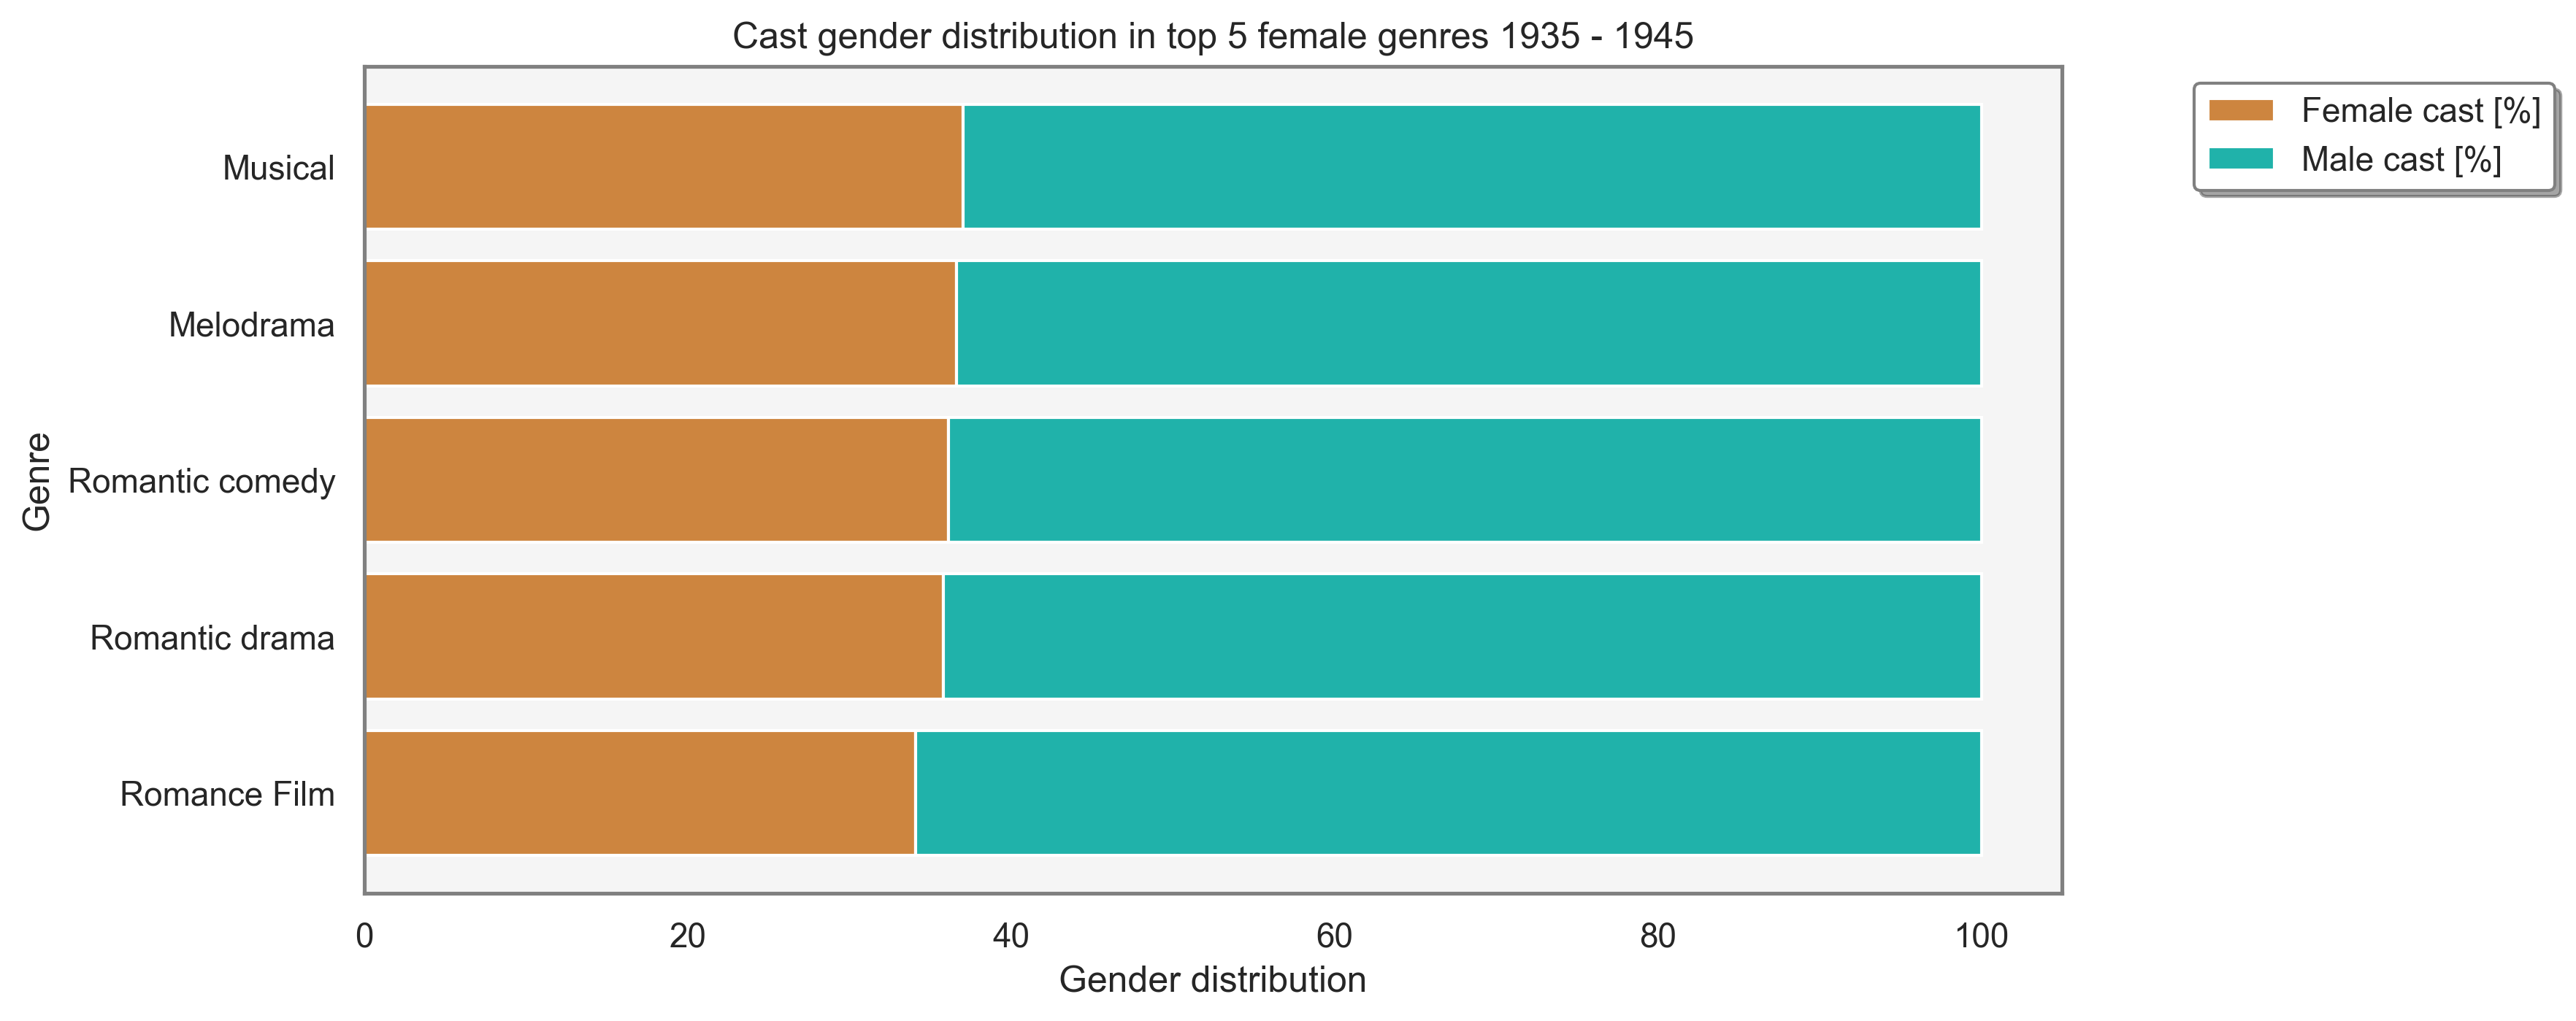 Cast gender distribution in top 5 female genres 1935 - 1945
Female cast [%]
Male cast [%]
Genre
Musical
Melodrama
Romantic comedy
Romantic drama
Romance Film
0 20 40 60 80 100
Gender distribution